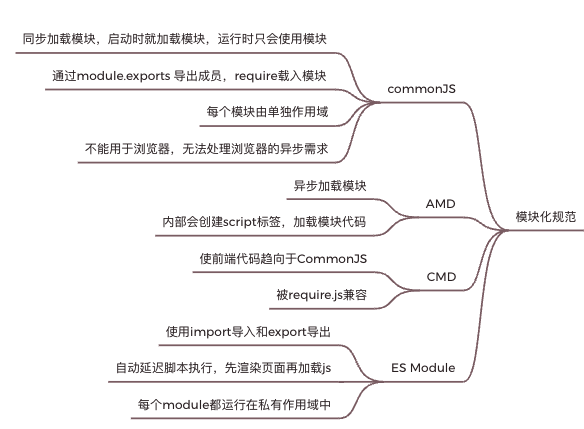 同步加载模块，启动时就加载模块，运行时只会使用模块
通过module.exports 导出成员，require载入模块
commonJS
每个模块由单独作用域
不能用于浏览器，无法处理浏览器的异步需求
异步加载模块
AMD
模块化规范
内部会创建script标签，加载模块代码
使前端代码趋向于CommonJS
CMD
被require.js兼容
使用import导入和export导出
自动延迟脚本执行，先渲染页面再加载js
ES Module
每个module都运行在私有作用域中